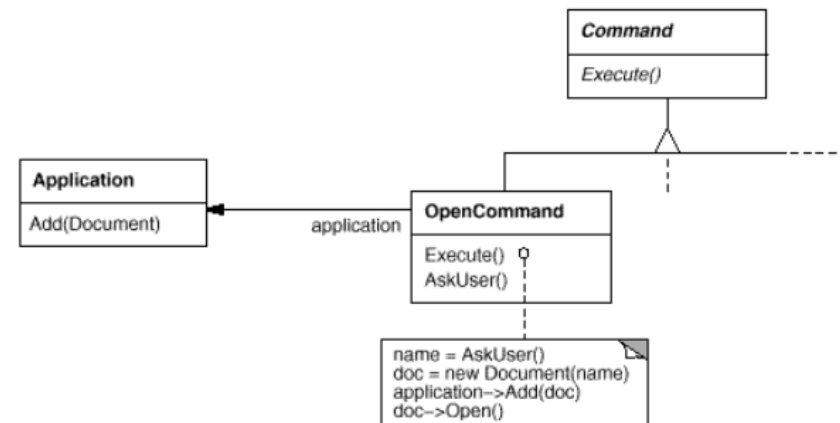 Command
Execute()
Application
Add(Document)
application
OpenCommand
Execute()
AskUser()
name = AskUser()
doc = new Document(name)
application->Add(doc)
doc->Open()